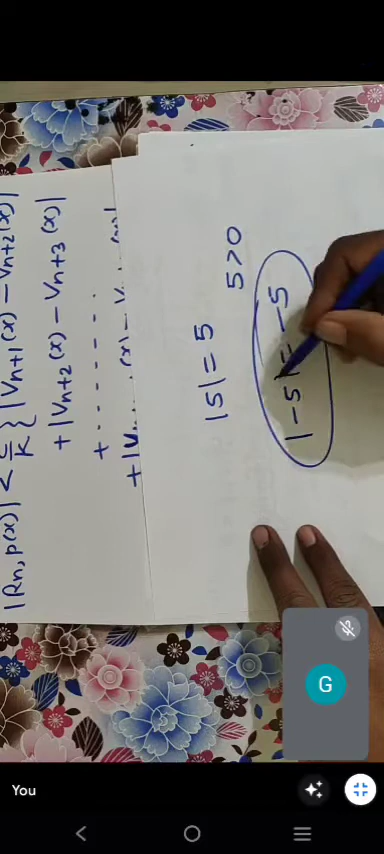 |Rn,p(x)| < c/K } |Vn+1(x) - Vn+2(x)|
+ |Vn+2(x) - Vn+3(x)|
+ - - - - - - -
+ |V
|5| = 5
5>0
|-5| = -5
G
You